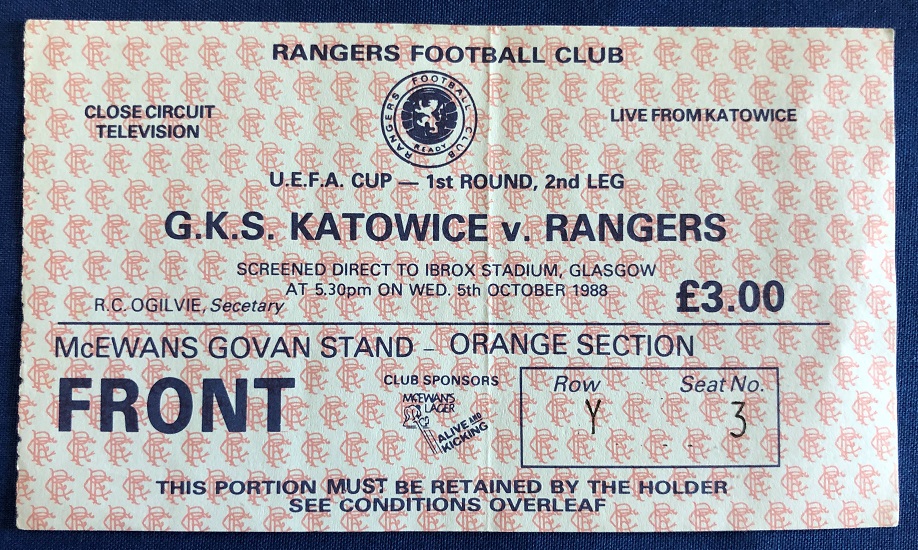 RANGERS FOOTBALL CLUB
CLOSE CIRCUIT
TELEVISION
RANGERS FOOTBALL CLUB
READY
LIVE FROM KATOWICE
U.E.F.A. CUP — 1st ROUND, 2nd LEG
G.K.S. KATOWICE v. RANGERS
SCREENED DIRECT TO IBROX STADIUM, GLASGOW
AT 5.30pm ON WED. 5th OCTOBER 1988
R.C. OGILVIE, Secetary
£3.00
McEWANS GOVAN STAND - ORANGE SECTION
FRONT
CLUB SPONSORS
McEWAN'S
LAGER
ALIVE AND
KICKING
Row Seat No.
Y 3
THIS PORTION MUST BE RETAINED BY THE HOLDER
SEE CONDITIONS OVERLEAF